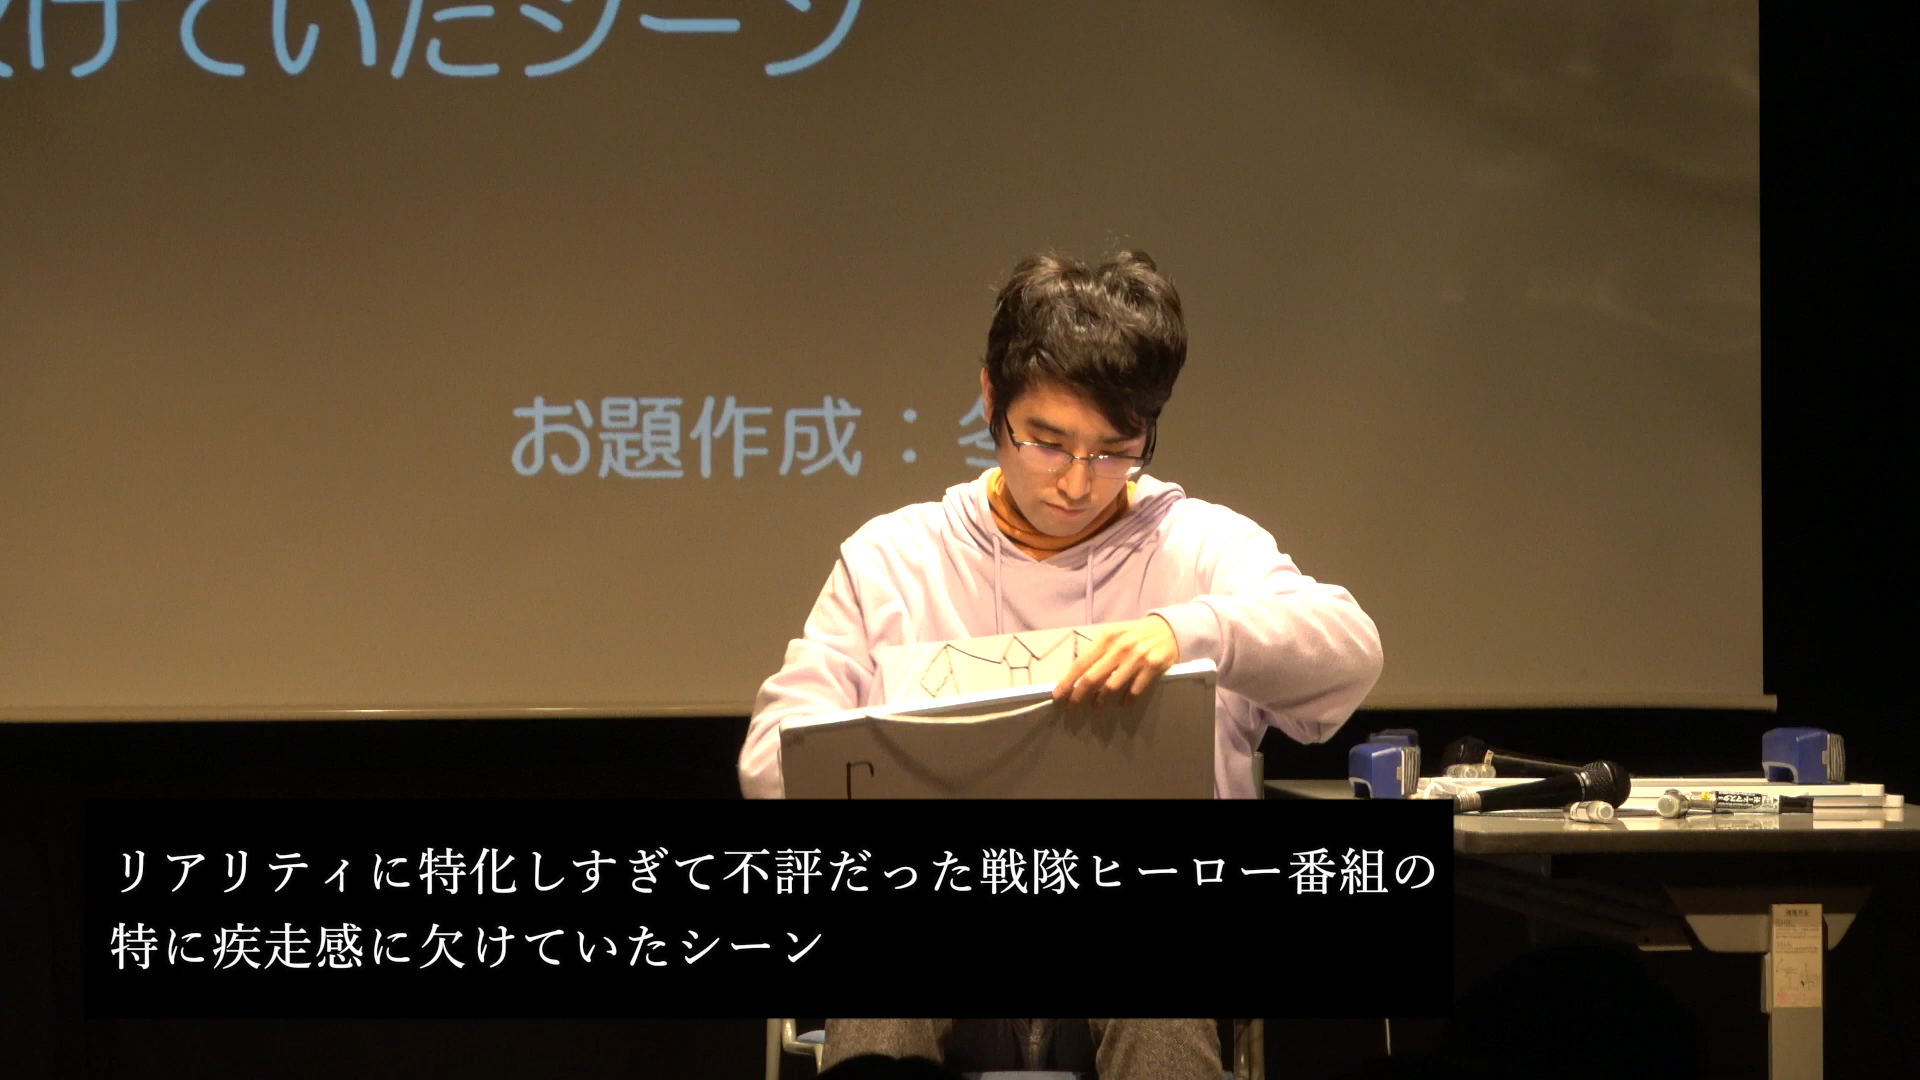 けていたシーン
お題作成：
リアリティに特化しすぎて不評だった戦隊ヒーロー番組の
特に疾走感に欠けていたシーン